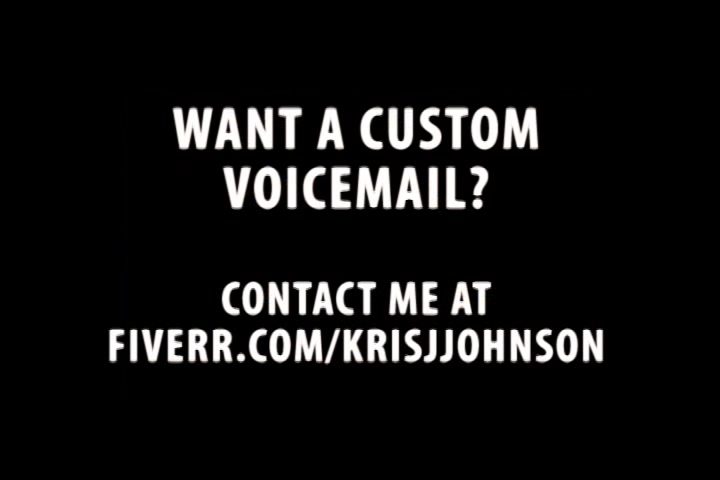 WANT A CUSTOM
VOICEMAIL?
CONTACT ME AT
FIVERR.COM/KRISJJOHNSON